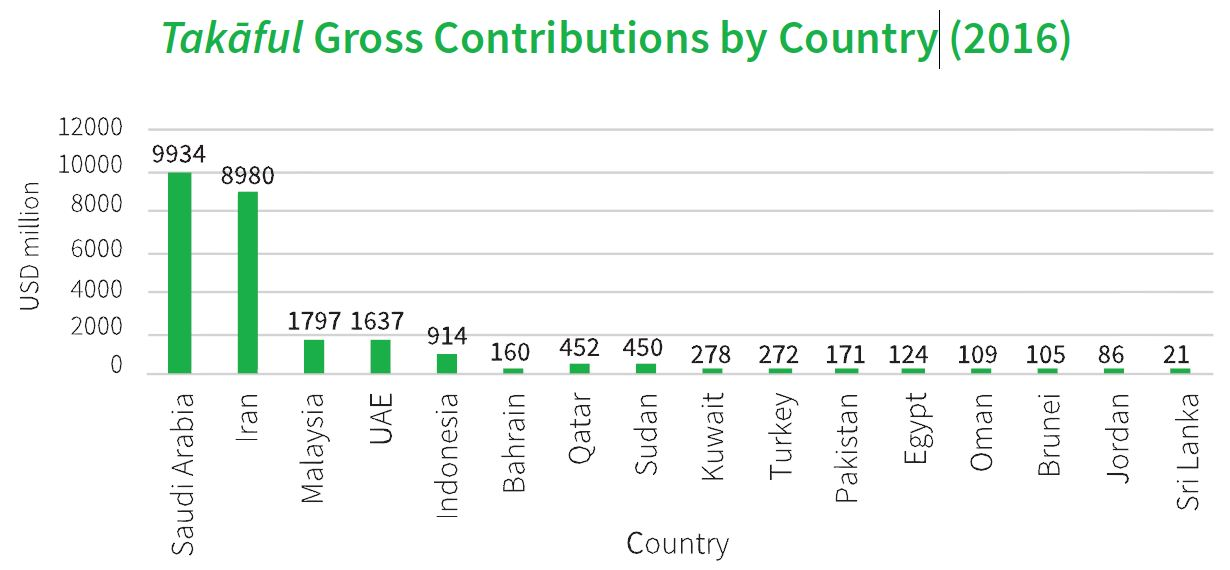 Takāful Gross Contributions by Country (2016)
USD million
12000
10000
8000
6000
4000
2000
0
9934
8980
1797
1637
914
160
452
450
278
272
171
124
109
105
86
21
Saudi Arabia
Iran
Malaysia
UAE
Indonesia
Bahrain
Qatar
Sudan
Kuwait
Turkey
Pakistan
Egypt
Oman
Brunei
Jordan
Sri Lanka
Country